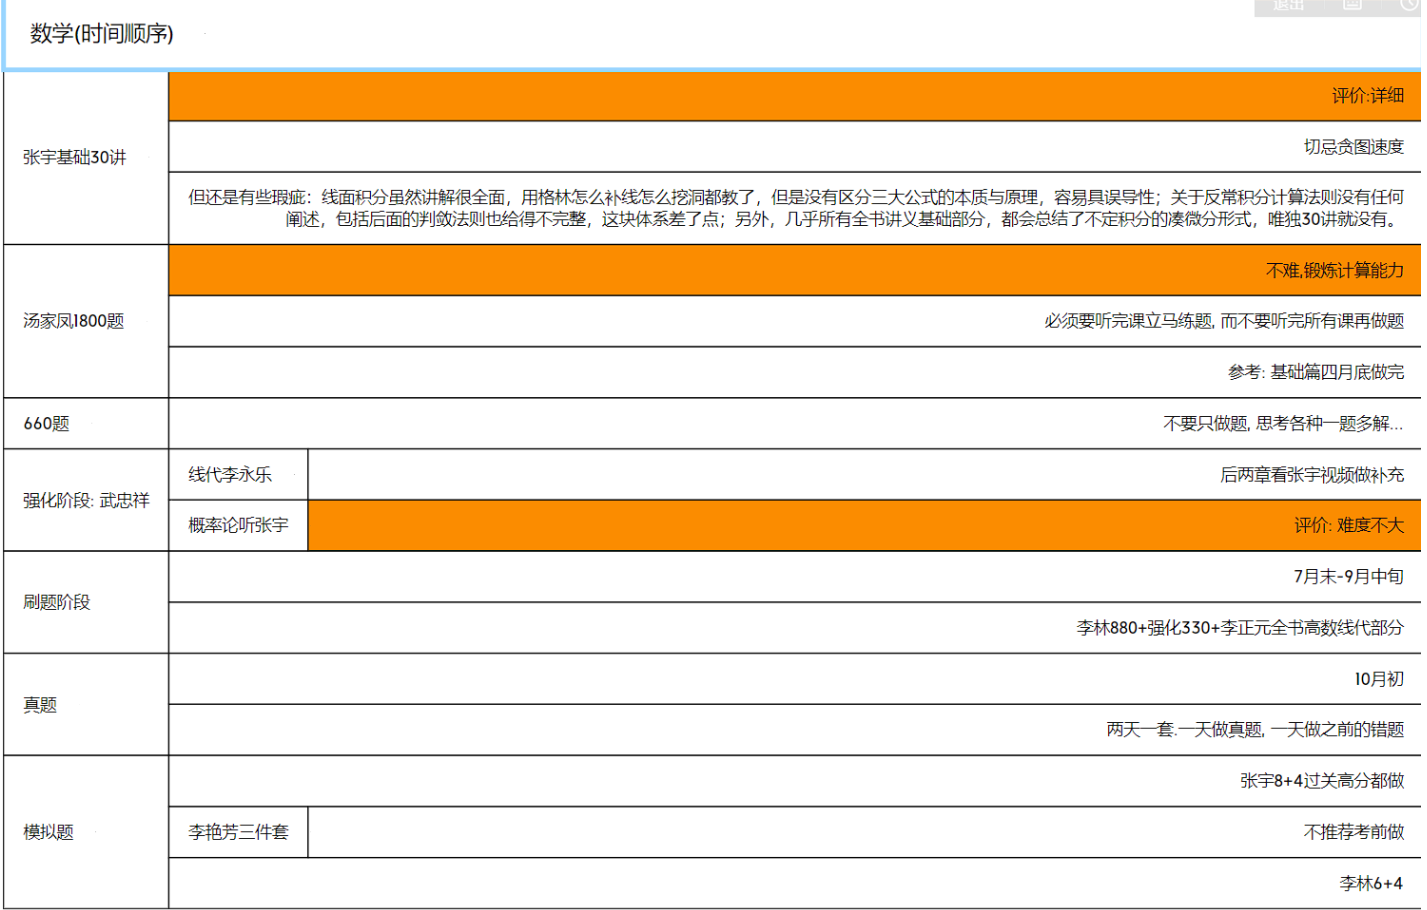 退出
数学(时间顺序)
张宇基础30讲
评价:详细
切忌贪图速度
但还是有些瑕疵：线面积分虽然讲解很全面，用格林怎么补线怎么挖洞都教了，但是没有区分三大公式的本质与原理，容易具误导性；关于反常积分计算法则没有任何
阐述，包括后面的判敛法则也给得不完整，这块体系差了点；另外，几乎所有全书讲义基础部分，都会总结了不定积分的凑微分形式，唯独30讲就没有。
汤家凤1800题
不难,锻炼计算能力
必须要听完课立马练题, 而不要听完所有课再做题
参考: 基础篇四月底做完
660题
不要只做题, 思考各种一题多解...
强化阶段: 武忠祥
线代李永乐
后两章看张宇视频做补充
概率论听张宇
评价: 难度不大
刷题阶段
7月末-9月中旬
李林880+强化330+李正元全书高数线代部分
真题
10月初
两天一套.一天做真题, 一天做之前的错题
模拟题
张宇8+4过关高分都做
李艳芳三件套
不推荐考前做
李林6+4